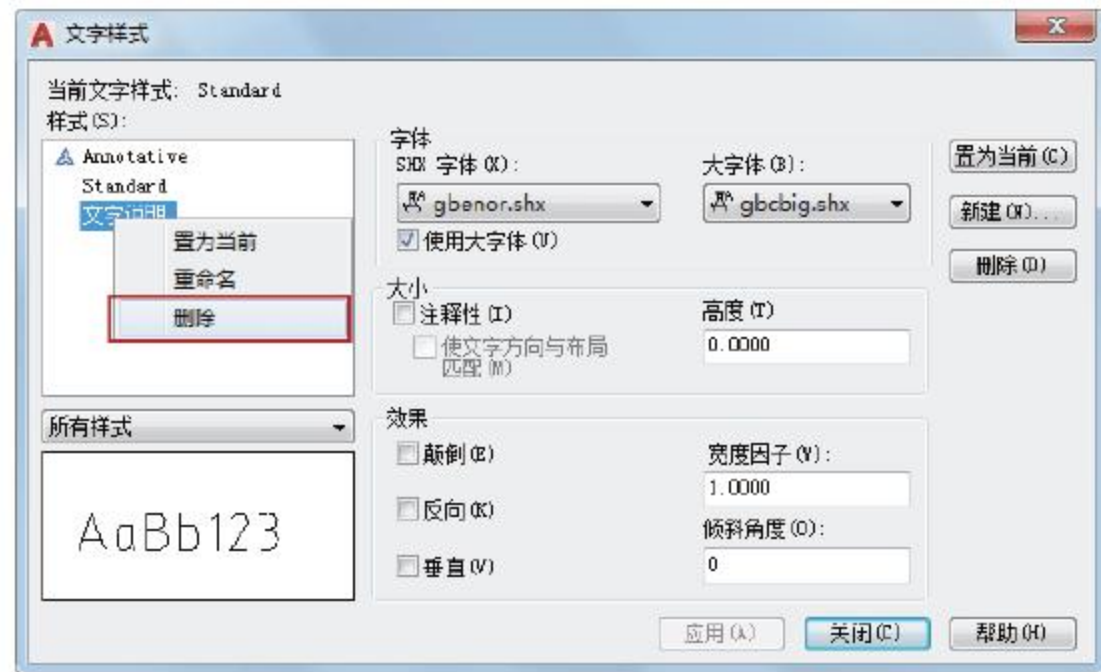 文字样式
当前文字样式: Standard
样式(S):
Annotative
Standard
文字说明
置为当前
重命名
删除
所有样式
AaBb123
字体
SHX 字体(X):
大字体(B):
gbenor.shx
gbcbig.shx
使用大字体(U)
大小
注释性(I)
使文字方向与布局
匹配(M)
高度(T)
0.0000
效果
颠倒(E)
反向(K)
垂直(V)
宽度因子(W):
1.0000
倾斜角度(O):
0
置为当前(C)
新建(N)...
删除(D)
应用(A)
关闭(C)
帮助(H)